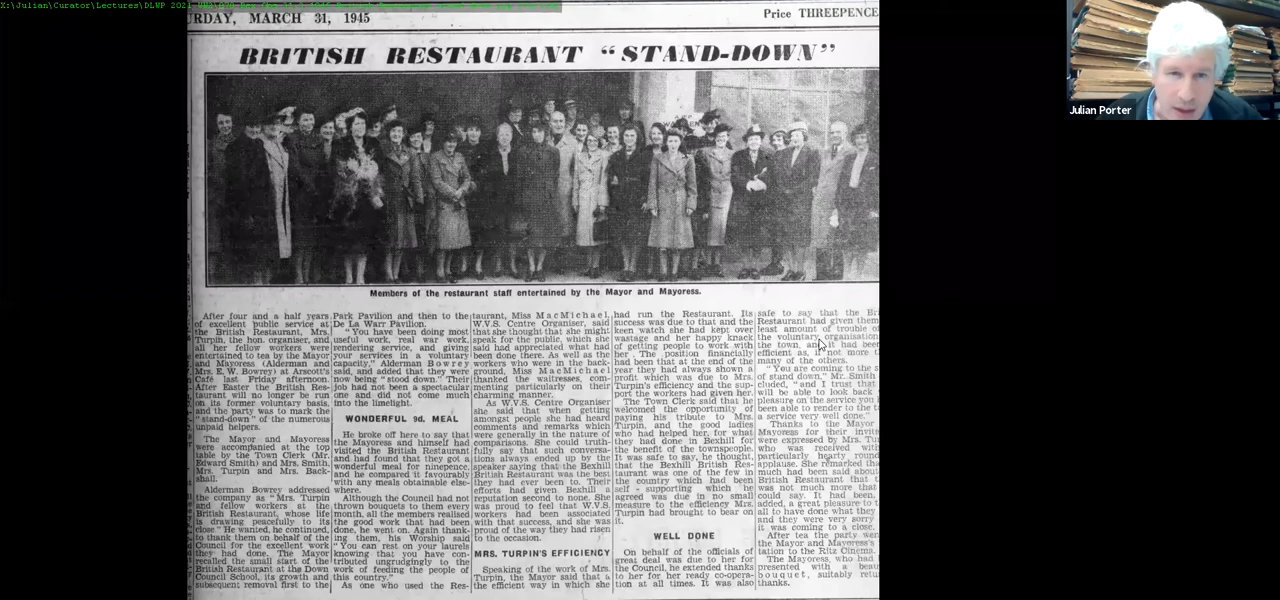 X:\Julian\Curator\Lectures\DLWP 2021
URDAY, MARCH 31, 1945
Price THREEPENCE
BRITISH RESTAURANT “STAND-DOWN”
Julian Porter
Members of the restaurant staff entertained by the Mayor and Mayoress.
After four and a half years
of excellent public service at
the British Restaurant, Mrs.
Turpin, the hon. organiser, and
all her fellow workers were
entertained to tea by the Mayor
and Mayoress (Alderman and
Mrs. E. W. Bowrey) at Arscott's
Café last Friday afternoon.
After Easter the British Res-
taurant will no longer be run
on its former voluntary basis,
and the party was to mark the
“stand-down” of the numerous
unpaid helpers.
The Mayor and Mayoress
were accompanied at the top
table by the Town Clerk (Mr.
Edward Smith) and Mrs. Smith,
Mrs. Turpin and Mrs. Back-
shall.
Alderman Bowrey addressed
the company as “Mrs. Turpin
and fellow workers at the
British Restaurant, whose life
is drawing peacefully to its
close.” He wanted, he continued,
to thank them on behalf of the
Council for the excellent work
they had done. The Mayor
recalled the small start of the
British Restaurant at the Down
Council School, its growth and
subsequent removal first to the
Park Pavilion and then to the
De La Warr Pavilion.
“You have been doing most
useful work, real war work,
rendering service, and giving
your services in a voluntary
capacity,” Alderman Bowrey
said, and added that they were
now being “stood down.” Their
job had not been a spectacular
one and did not come much
into the limelight.
WONDERFUL 9d. MEAL
He broke off here to say that
the Mayoress and himself had
visited the British Restaurant
and had found that they got a
wonderful meal for ninepence,
and he compared it favourably
with any meals obtainable else-
where.
Although the Council had not
thrown bouquets to them every
month, all the members realised
the good work that had been
done, he went on. Again thank-
ing them, his Worship said
“You can rest on your laurels
knowing that you have con-
tributed ungrudgingly to the
work of feeding the people of
this country.”
As one who used the Res-
taurant, Miss MacMichael,
W.V.S. Centre Organiser, said
that she thought that she might
speak for the public, which she
said had appreciated what had
been done there. As well as the
workers who were in the back-
ground, Miss MacMichael
thanked the waitresses, com-
menting particularly on their
charming manner.
As W.V.S. Centre Organiser
she said that when getting
amongst people she had heard
comments and remarks which
were generally in the nature of
comparisons. She could truth-
fully say that such conversa-
tions always ended up by the
speaker saying that the Bexhill
British Restaurant was the best
they had ever been to. Their
efforts had given Bexhill a
reputation second to none. She
was proud to feel that W.V.S.
workers had been associated
with that success, and she was
proud of the way they had risen
to the occasion.
MRS. TURPIN'S EFFICIENCY
Speaking of the work of Mrs.
Turpin, the Mayor said that a
the efficient way in which she
had run the Restaurant. Its
success was due to that and the
keen watch she had kept over
wastage and her happy knack
of getting people to work with
her. The position financially
had been that at the end of the
year they had always shown a
profit which was due to Mrs.
Turpin's efficiency and the sup-
port the workers had given her.
The Town Clerk said that he
welcomed the opportunity of
paying his tribute to Mrs.
Turpin, and the good ladies
who had helped her, for what
they had done in Bexhill for
the benefit of the townspeople.
It was safe to say, he thought,
that the Bexhill British Res-
taurant was one of the few in
the country which had been
self-supporting which he
agreed was due in no small
measure to the efficiency Mrs.
Turpin had brought to bear on
it.
WELL DONE
On behalf of the officials of
great deal was due to her for
the Council, he extended thanks
to her for her ready co-opera-
tion at all times. It was also
safe to say that the
Restaurant had given them
least amount of trouble of
the voluntary organisation
the town, and it had been
efficient as, if not more
many of the others.
“You are coming to the
of stand down,” Mr. Smith
cluded, “and I trust that
will be able to look back
pleasure on the service you
been able to render to the
a service very well done.”
Thanks to the Mayor
Mayoress for their
were expressed by Mrs.
who was received with
particularly hearty round
applause. She remarked
much had been said about
British Restaurant that
was not much more that
could say. It had been,
added, a great pleasure to
all to have done what they
and they were very sorry
it was coming to a close.
After tea the party went
the Mayor and Mayoress's
tation to the Ritz Cinema.
The Mayoress, who had
presented with a
bouquet, suitably
thanks.